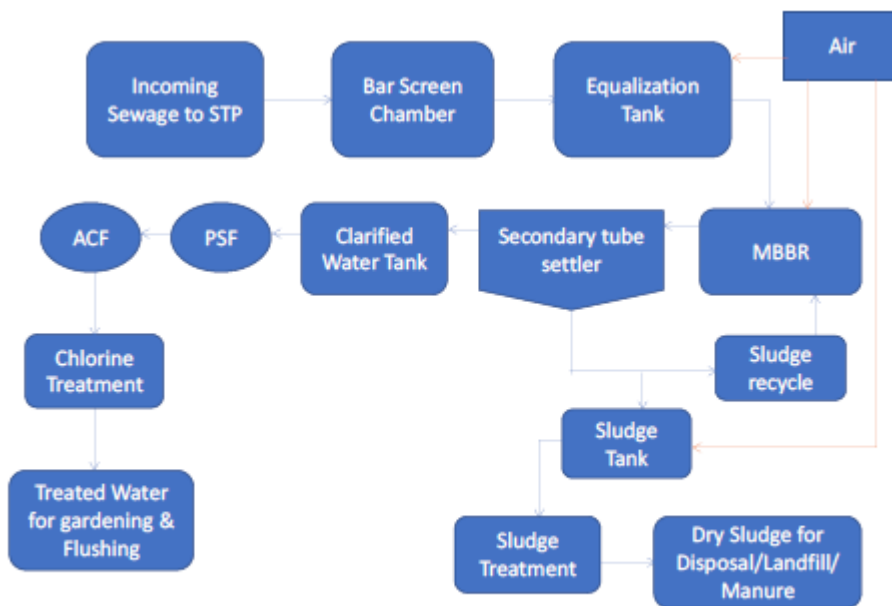 Incoming
Sewage to STP
Bar Screen
Chamber
Equalization
Tank
Air
ACF
PSF
Clarified
Water Tank
Secondary tube
settler
MBBR
Chlorine
Treatment
Sludge
recycle
Sludge
Tank
Treated Water
for gardening &
Flushing
Sludge
Treatment
Dry Sludge for
Disposal/Landfill/
Manure